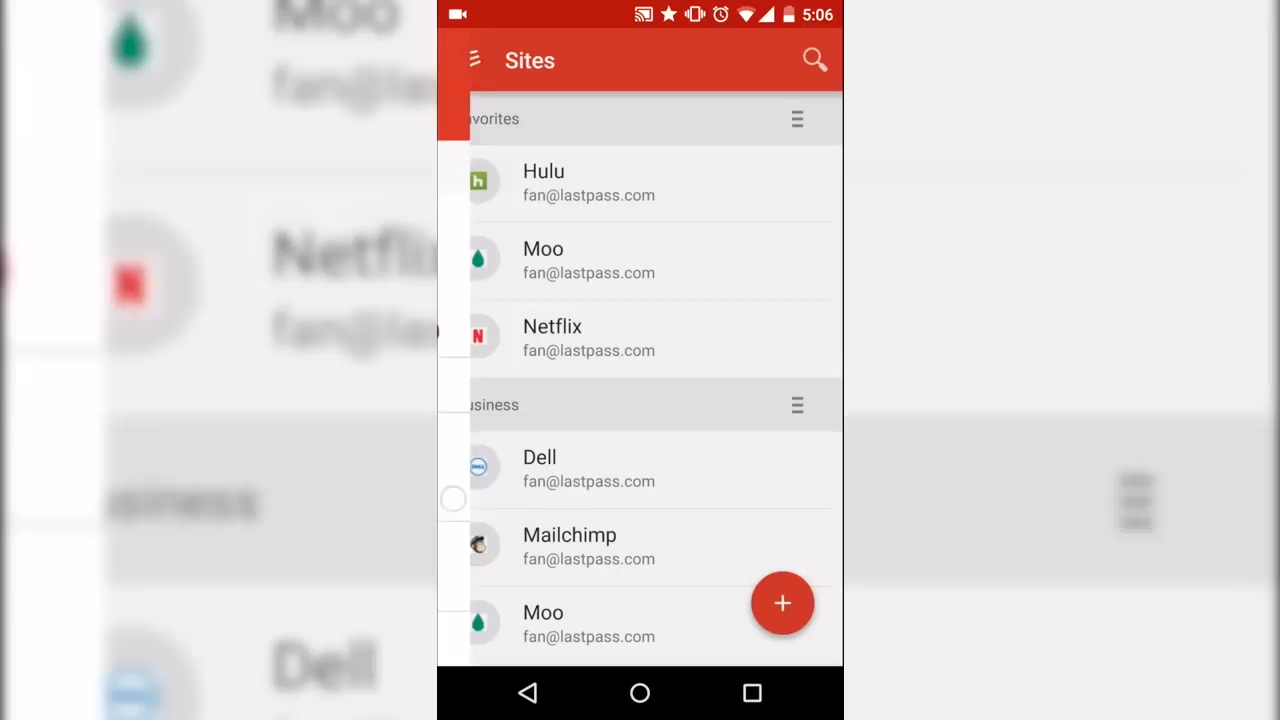 5:06
Sites
avorites
Hulu
fan@lastpass.com
Moo
fan@lastpass.com
Netflix
fan@lastpass.com
usiness
Dell
fan@lastpass.com
Mailchimp
fan@lastpass.com
Moo
fan@lastpass.com